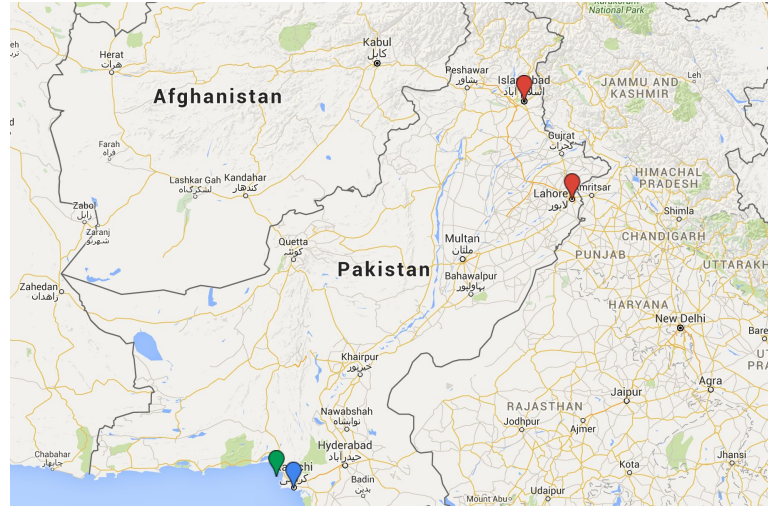 Karakoram
National Park
Kabul
کابل
Herat
هرات
Peshawar
پشاور
Islamabad
اسلام آباد
Leh
JAMMU AND
KASHMIR
Afghanistan
Gujrat
گجرات
Farah
فراه
HIMACHAL
PRADESH
Lashkar Gah
لشکرگاه
Kandahar
کندهار
Lahore
لاہور
Amritsar
Zabol
زابل
Shimla
Zaranj
CHANDIGARH
Quetta
کوئٹہ
Multan
ملتان
PUNJAB
Pakistan
UTTARAKH
Bahawalpur
بہاولپور
Zahedan
زاهدان
HARYANA
New Delhi
Bare
Khairpur
خیرپور
UT
PRA
Jaipur
Agra
RAJASTHAN
Nawabshah
نوابشاہ
Jodhpur
Ajmer
Hyderabad
حیدرآباد
Chabahar
چابهار
Kota
Jhansi
Badin
بدین
Mount Abu
Udaipur